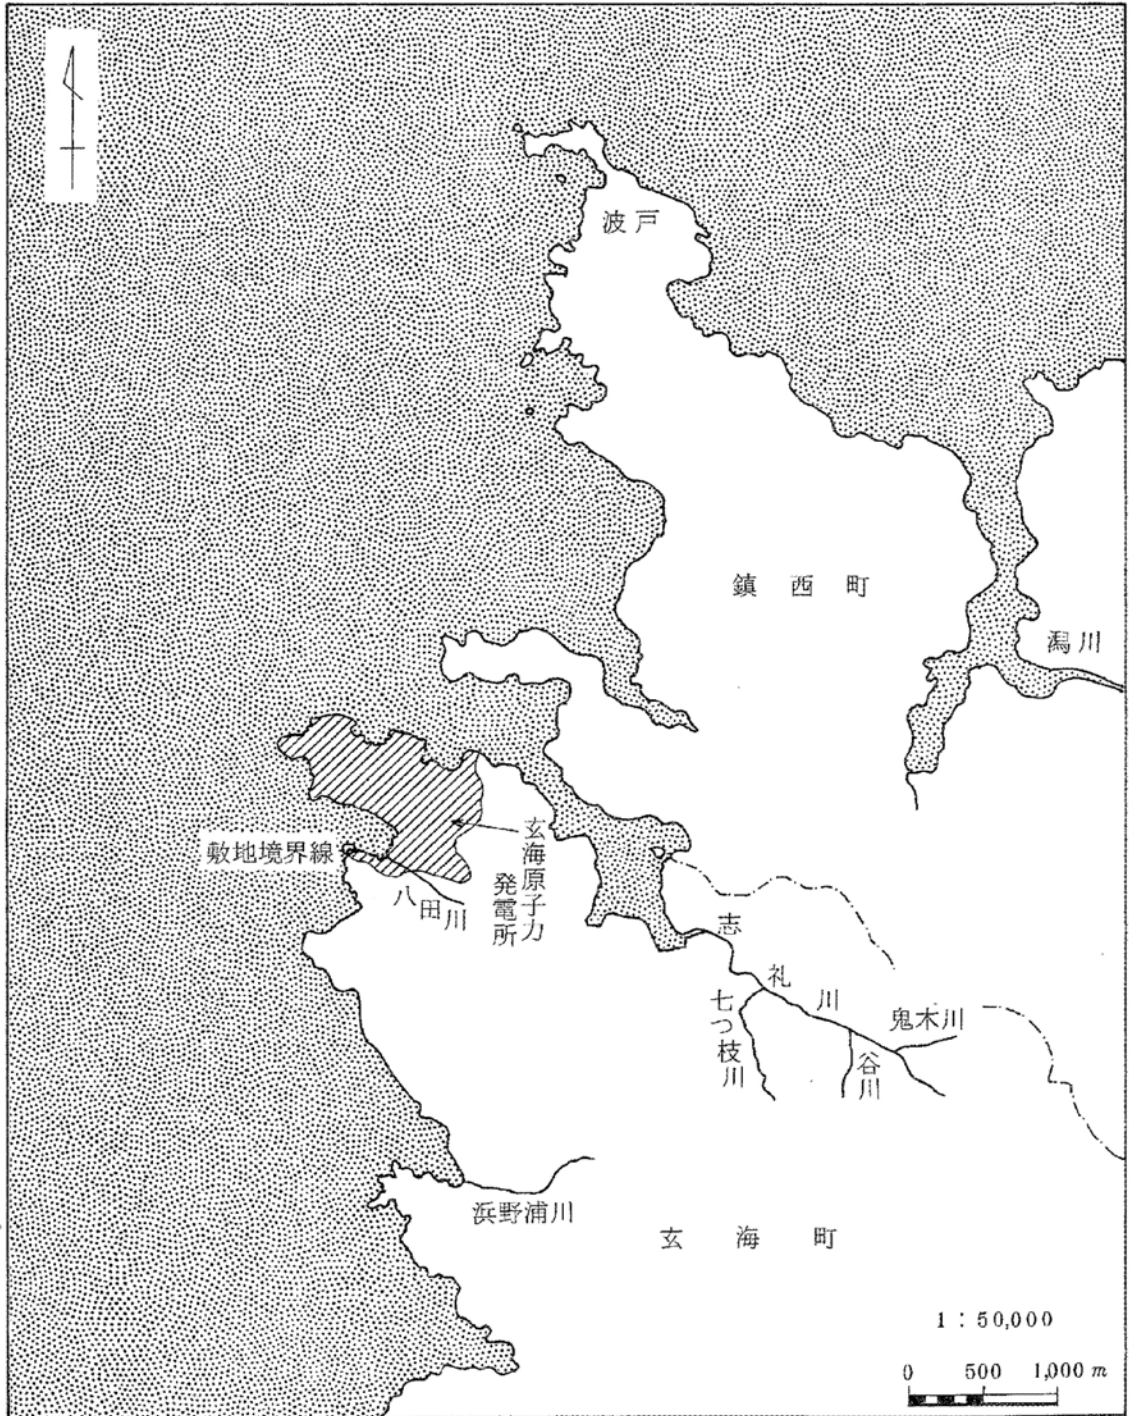 波戸
鎮西町
潟川
敷地境界線
八田川
玄海原子力
発電所
志礼川
七つ枝川
谷川
鬼木川
浜野浦川
玄海町
1 : 50,000
0 500 1,000 m